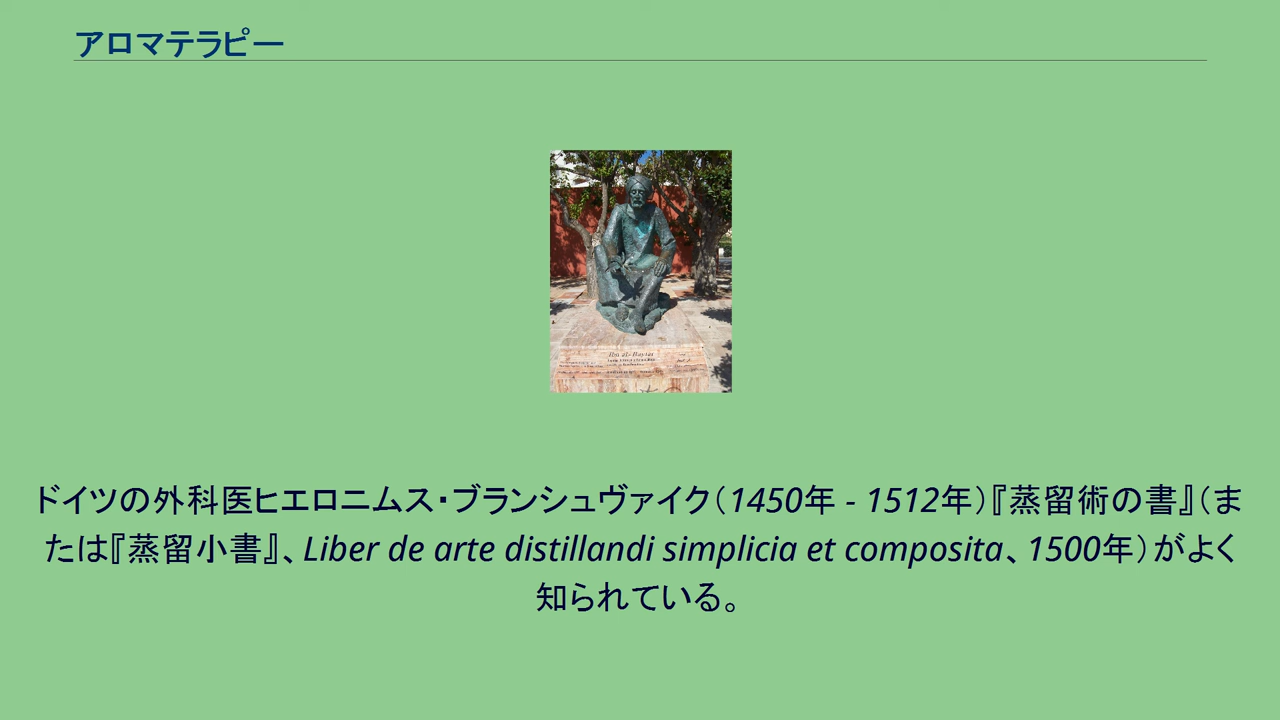 アロマテラピー
Ibn al-Baytar
ドイツの外科医ヒエロニムス・ブランシュヴァイク（1450年 - 1512年）『蒸留術の書』（ま
たは『蒸留小書』、Liber de arte distillandi simplicia et composita、1500年）がよく
知られている。